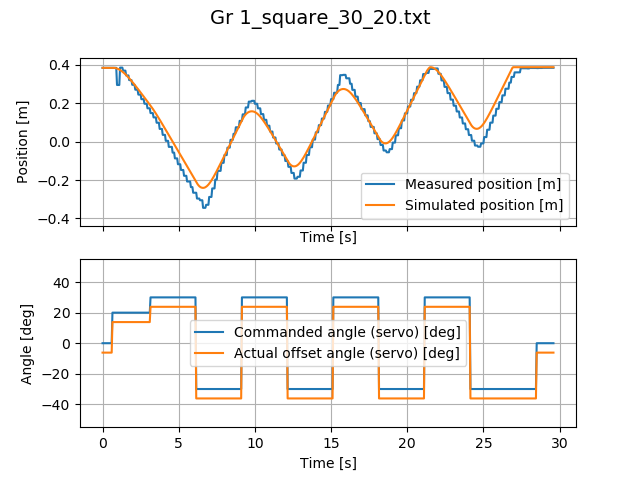 Gr 1_square_30_20.txt
0.4
0.2
0.0
−0.2
−0.4
Position [m]
Measured position [m]
Simulated position [m]
Time [s]
40
20
0
−20
−40
Angle [deg]
Commanded angle (servo) [deg]
Actual offset angle (servo) [deg]
0 5 10 15 20 25 30
Time [s]